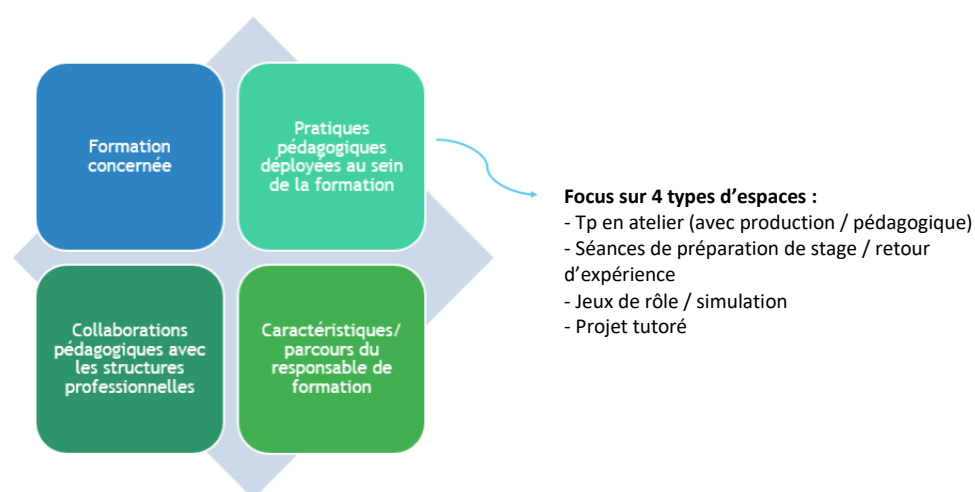 Formation
concernée
Pratiques
pédagogiques
déployées au sein
de la formation
Collaborations
pédagogiques avec
les structures
professionnelles
Caractéristiques/
parcours du
responsable de
formation
Focus sur 4 types d’espaces :
- Tp en atelier (avec production / pédagogique)
- Séances de préparation de stage / retour
d’expérience
- Jeux de rôle / simulation
- Projet tutoré